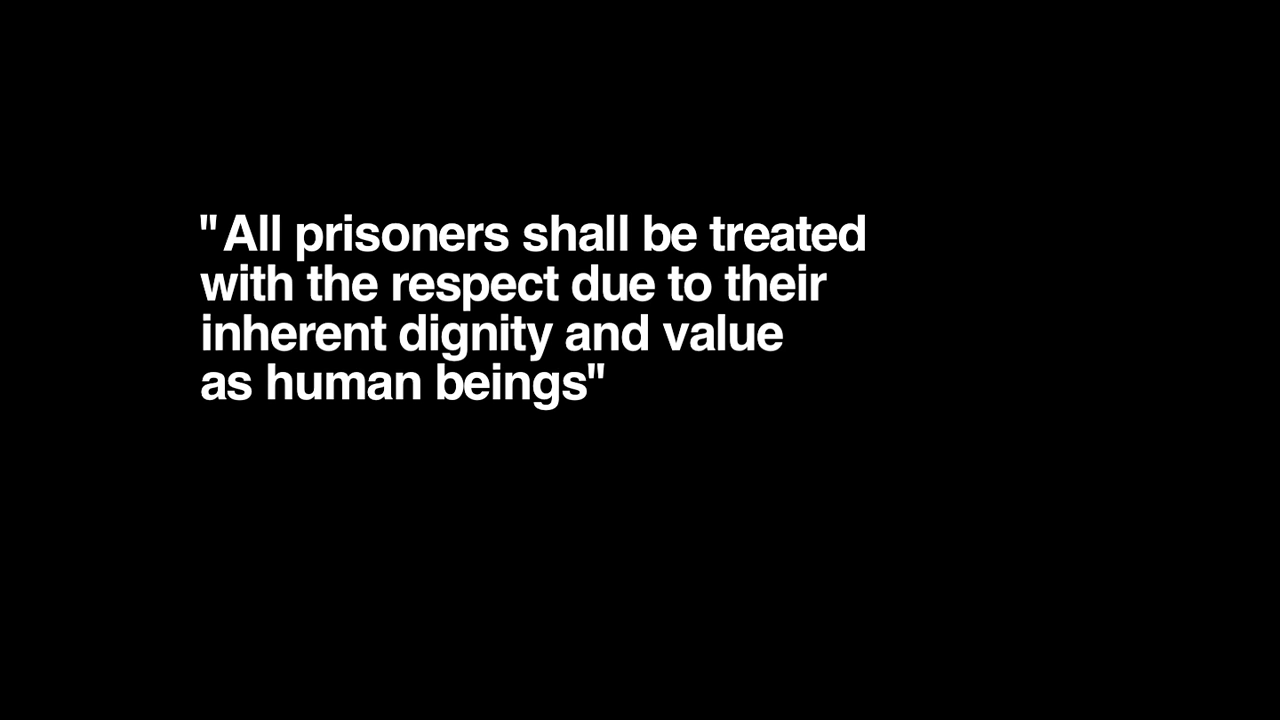 "All prisoners shall be treated
with the respect due to their
inherent dignity and value
as human beings"